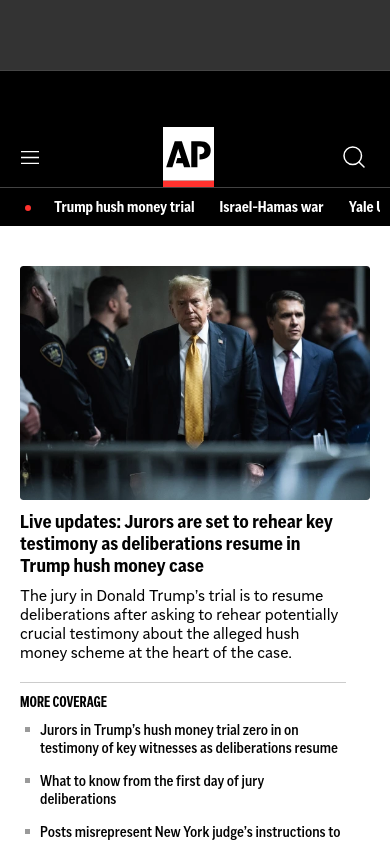 AP
Trump hush money trial Israel-Hamas war Yale
Live updates: Jurors are set to rehear key
testimony as deliberations resume in
Trump hush money case
The jury in Donald Trump's trial is to resume
deliberations after asking to rehear potentially
crucial testimony about the alleged hush
money scheme at the heart of the case.
MORE COVERAGE
Jurors in Trump's hush money trial zero in on
testimony of key witnesses as deliberations resume
What to know from the first day of jury
deliberations
Posts misrepresent New York judge's instructions to